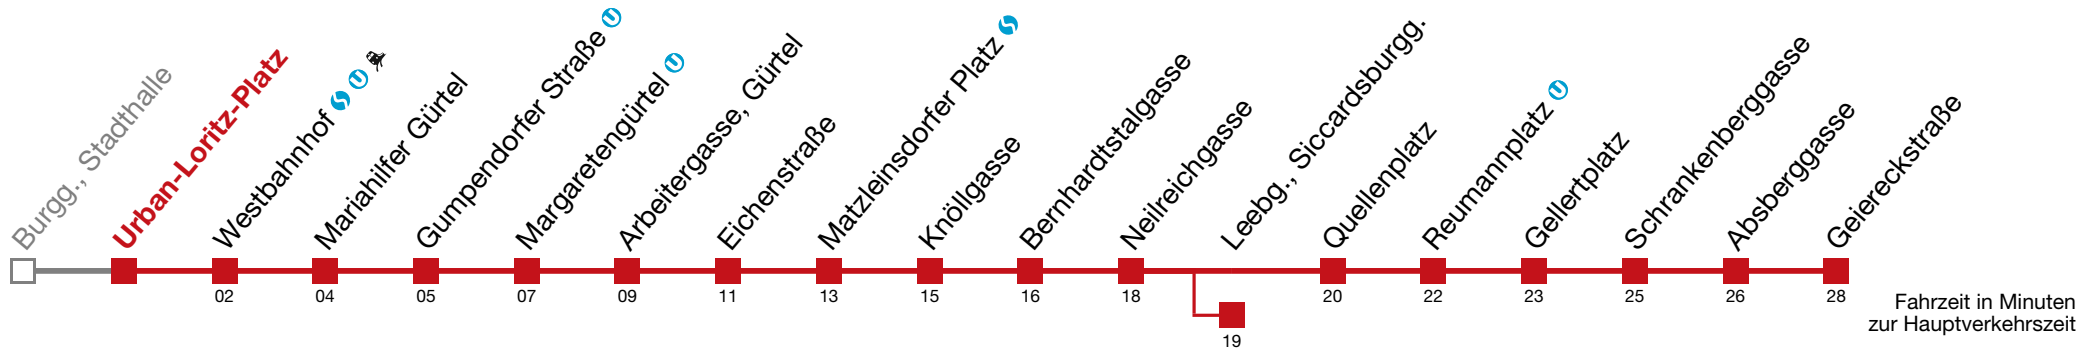 Burgg., Stadthalle
Urban-Loritz-Platz
Westbahnhof
Mariahilfer Gürtel
Gumpendorfer Straße
Margaretengürtel
Arbeitergasse, Gürtel
Eichenstraße
Matzleinsdorfer Platz
Knöllgasse
Bernhardtstalgasse
Neilreichgasse
Leebg., Siccardsburgg.
Quellenplatz
Reumannplatz
Gellertplatz
Schrankenberggasse
Absberggasse
Geiereckstraße
02 04 05 07 09 11 13 15 16 18 20 22 23 25 26 28
19
Fahrzeit in Minuten
zur Hauptverkehrszeit